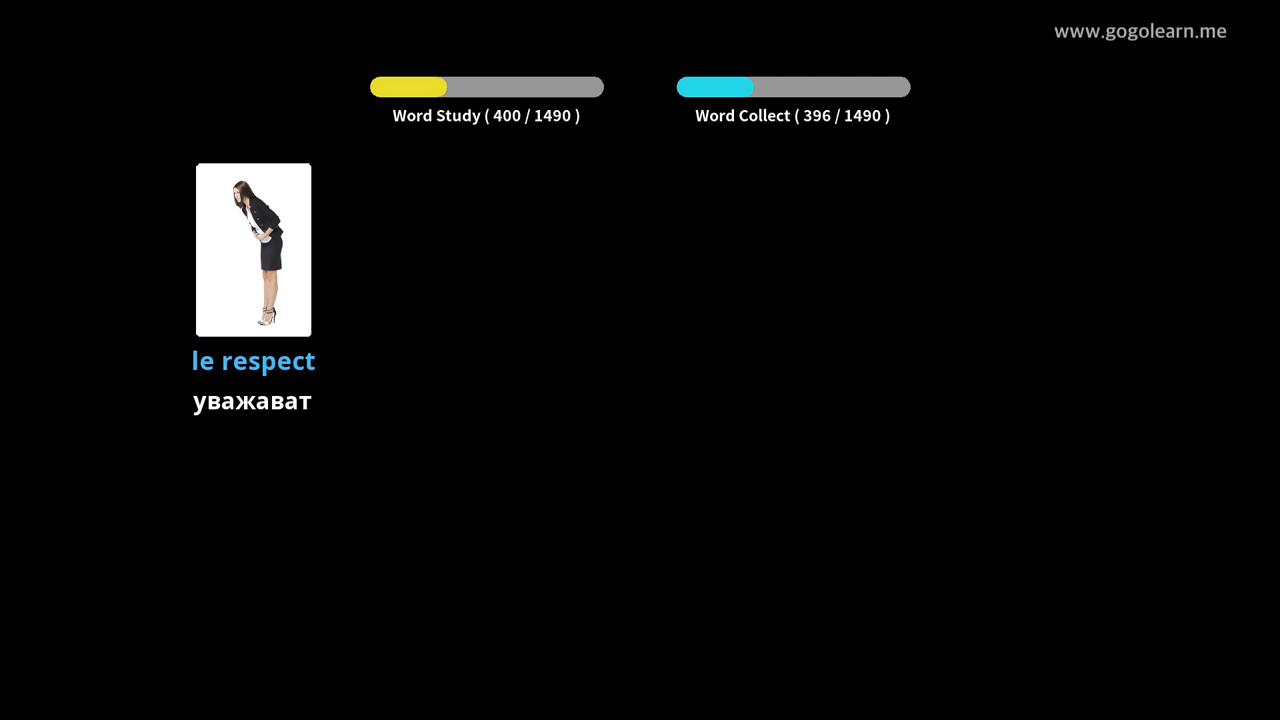 www.gogolearn.me
Word Study ( 400 / 1490 )
Word Collect ( 396 / 1490 )
le respect
уважават